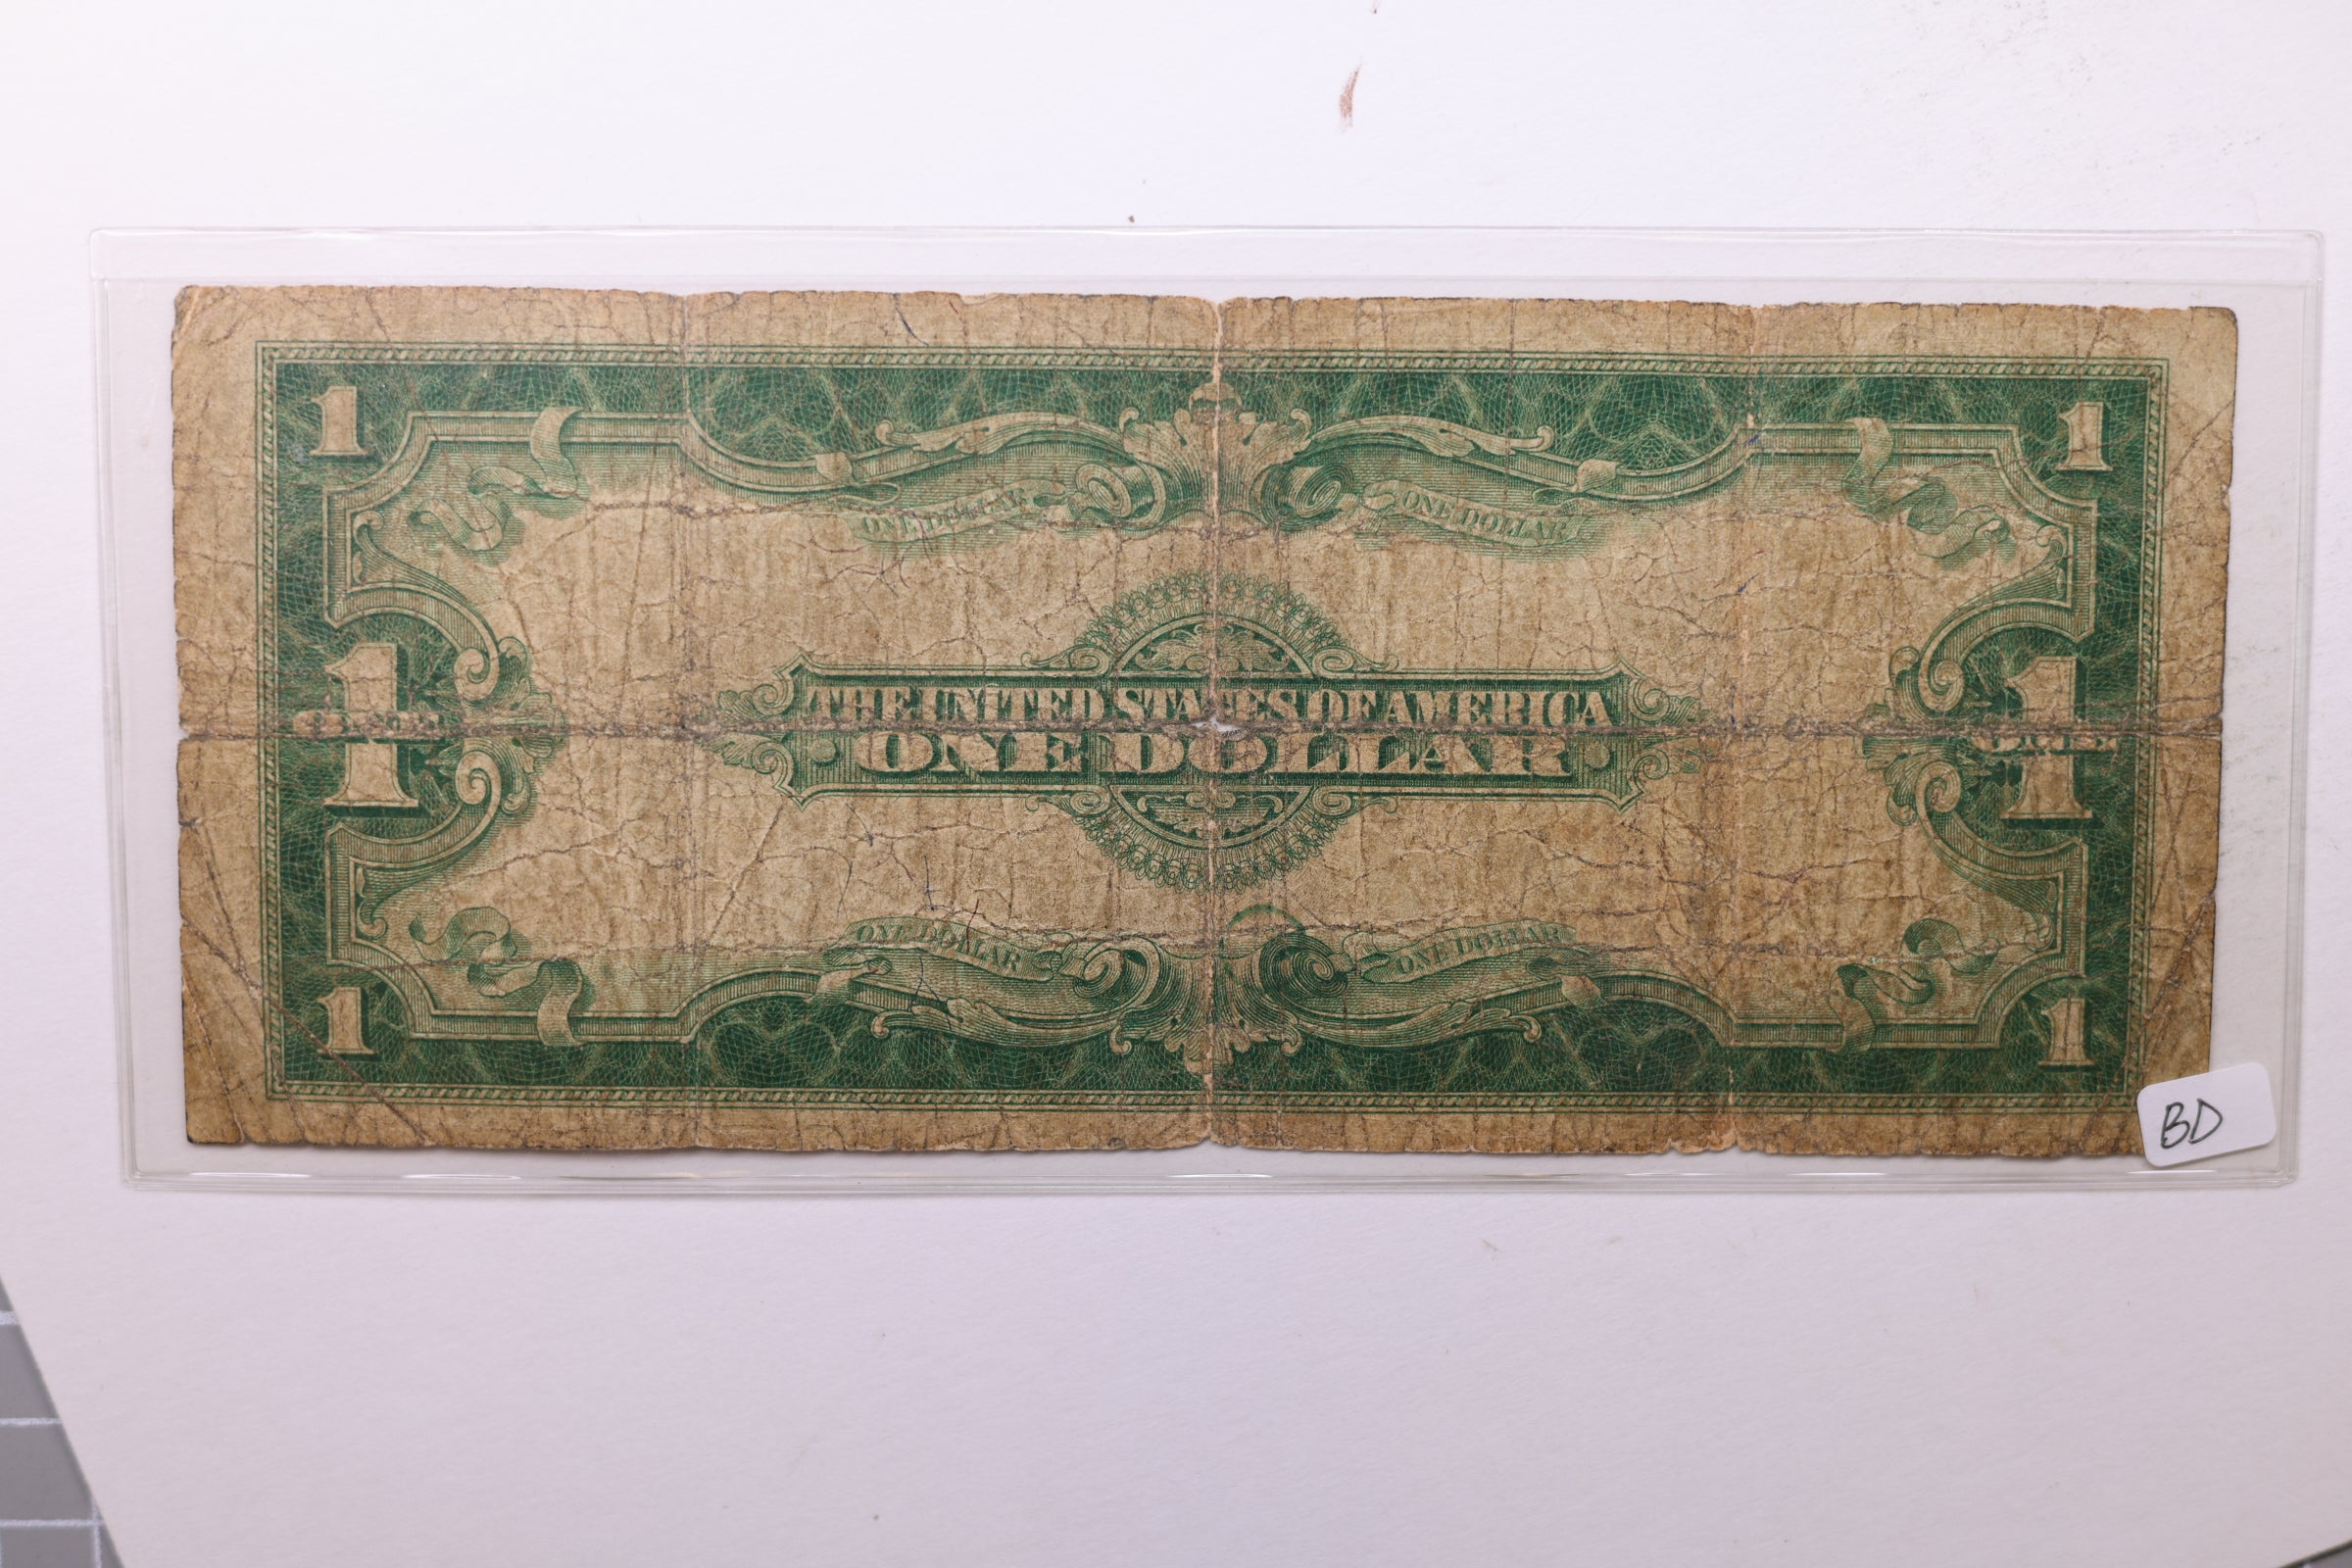 1 1
ONE DOLLAR ONE DOLLAR
THE UNITED STATES OF AMERICA
1 ONE 1
ONE DOLLAR
ONE DOLLAR ONE DOLLAR
1 1
BD